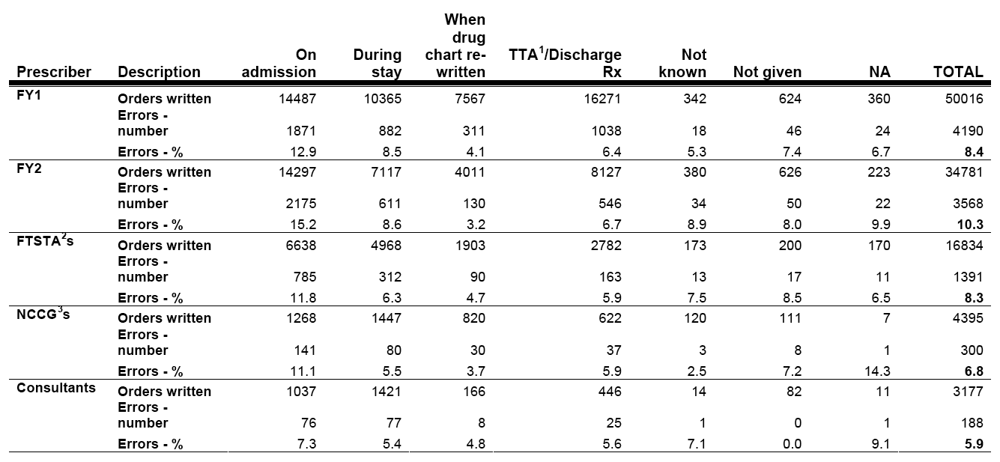 Prescriber Description On admission During stay When drug chart re-written TTA1/Discharge Rx Not known Not given NA TOTAL
FY1 Orders written 14487 10365 7567 16271 342 624 360 50016
Errors - number 1871 882 311 1038 18 46 24 4190
Errors - % 12.9 8.5 4.1 6.4 5.3 7.4 6.7 8.4
FY2 Orders written 14297 7117 4011 8127 380 626 223 34781
Errors - number 2175 611 130 546 34 50 22 3568
Errors - % 15.2 8.6 3.2 6.7 8.9 8.0 9.9 10.3
FTSTA2s Orders written 6638 4968 1903 2782 173 200 170 16834
Errors - number 785 312 90 163 13 17 11 1391
Errors - % 11.8 6.3 4.7 5.9 7.5 8.5 6.5 8.3
NCCG3s Orders written 1268 1447 820 622 120 111 7 4395
Errors - number 141 80 30 37 3 8 1 300
Errors - % 11.1 5.5 3.7 5.9 2.5 7.2 14.3 6.8
Consultants Orders written 1037 1421 166 446 14 82 11 3177
Errors - number 76 77 8 25 1 0 1 188
Errors - % 7.3 5.4 4.8 5.6 7.1 0.0 9.1 5.9